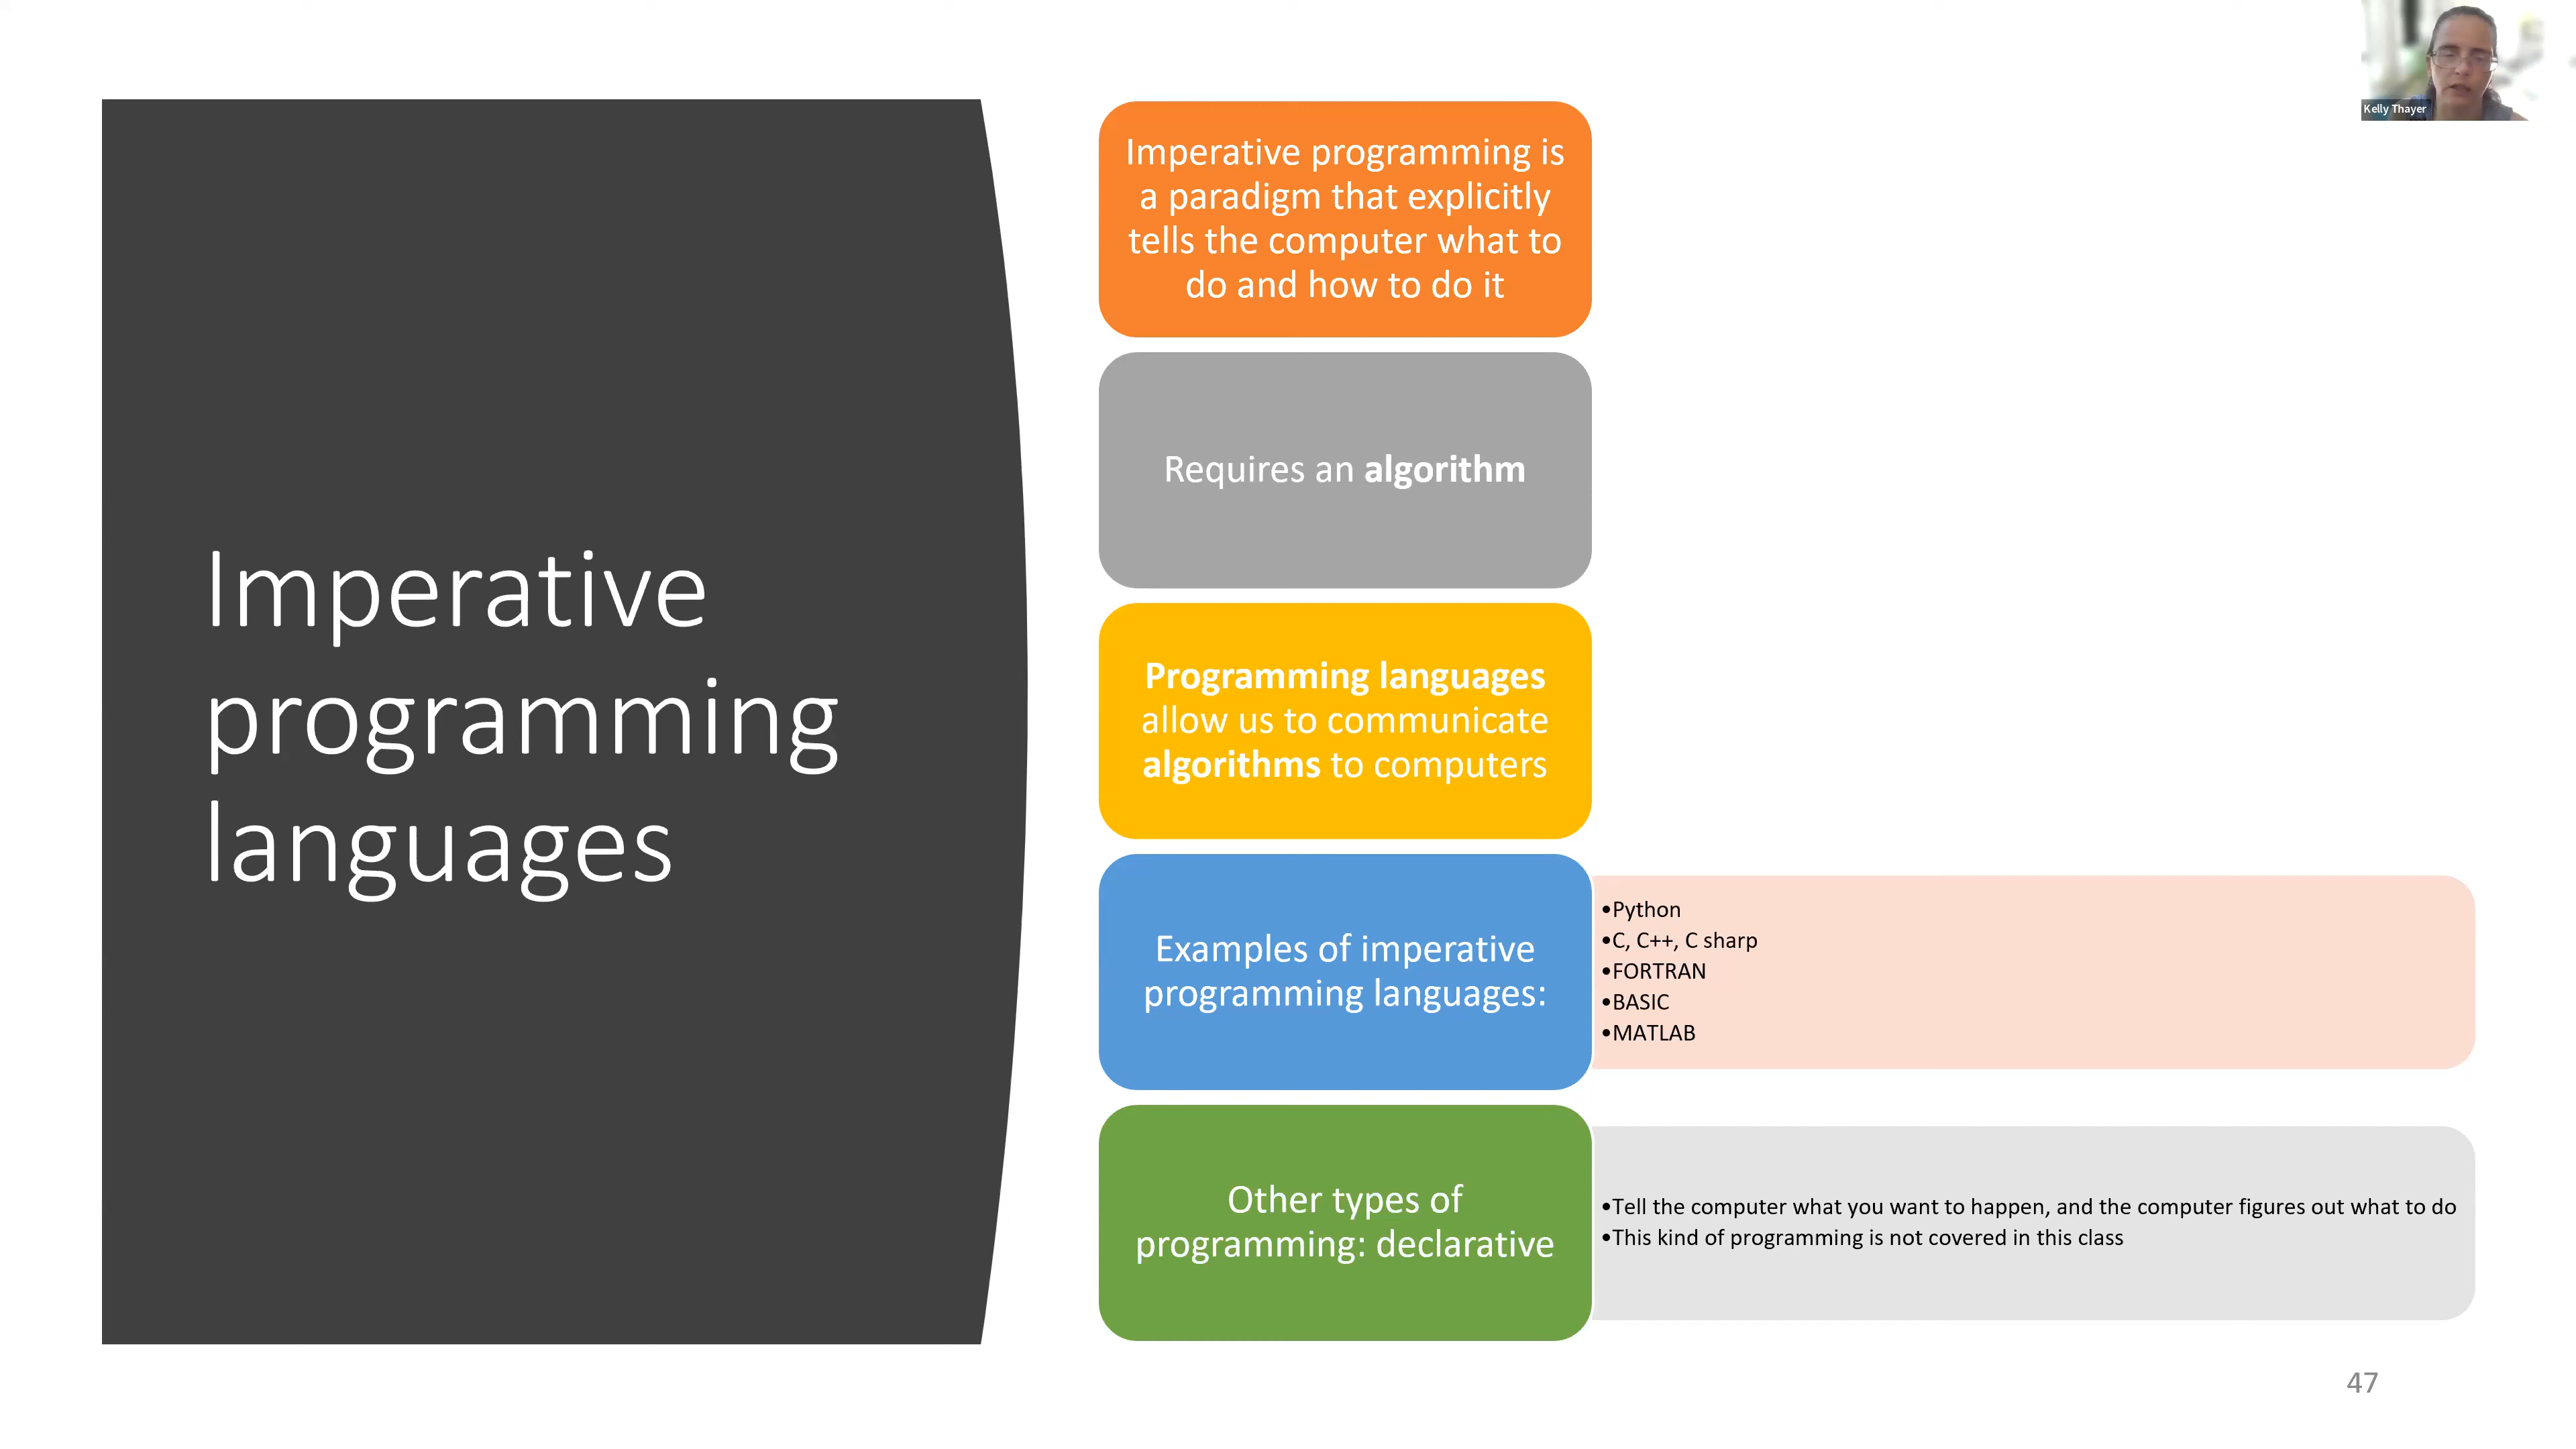 Kelly Thayer
Imperative
programming
languages
Imperative programming is
a paradigm that explicitly
tells the computer what to
do and how to do it
Requires an algorithm
Programming languages
allow us to communicate
algorithms to computers
Examples of imperative
programming languages:
•Python
•C, C++, C sharp
•FORTRAN
•BASIC
•MATLAB
Other types of
programming: declarative
•Tell the computer what you want to happen, and the computer figures out what to do
•This kind of programming is not covered in this class
47